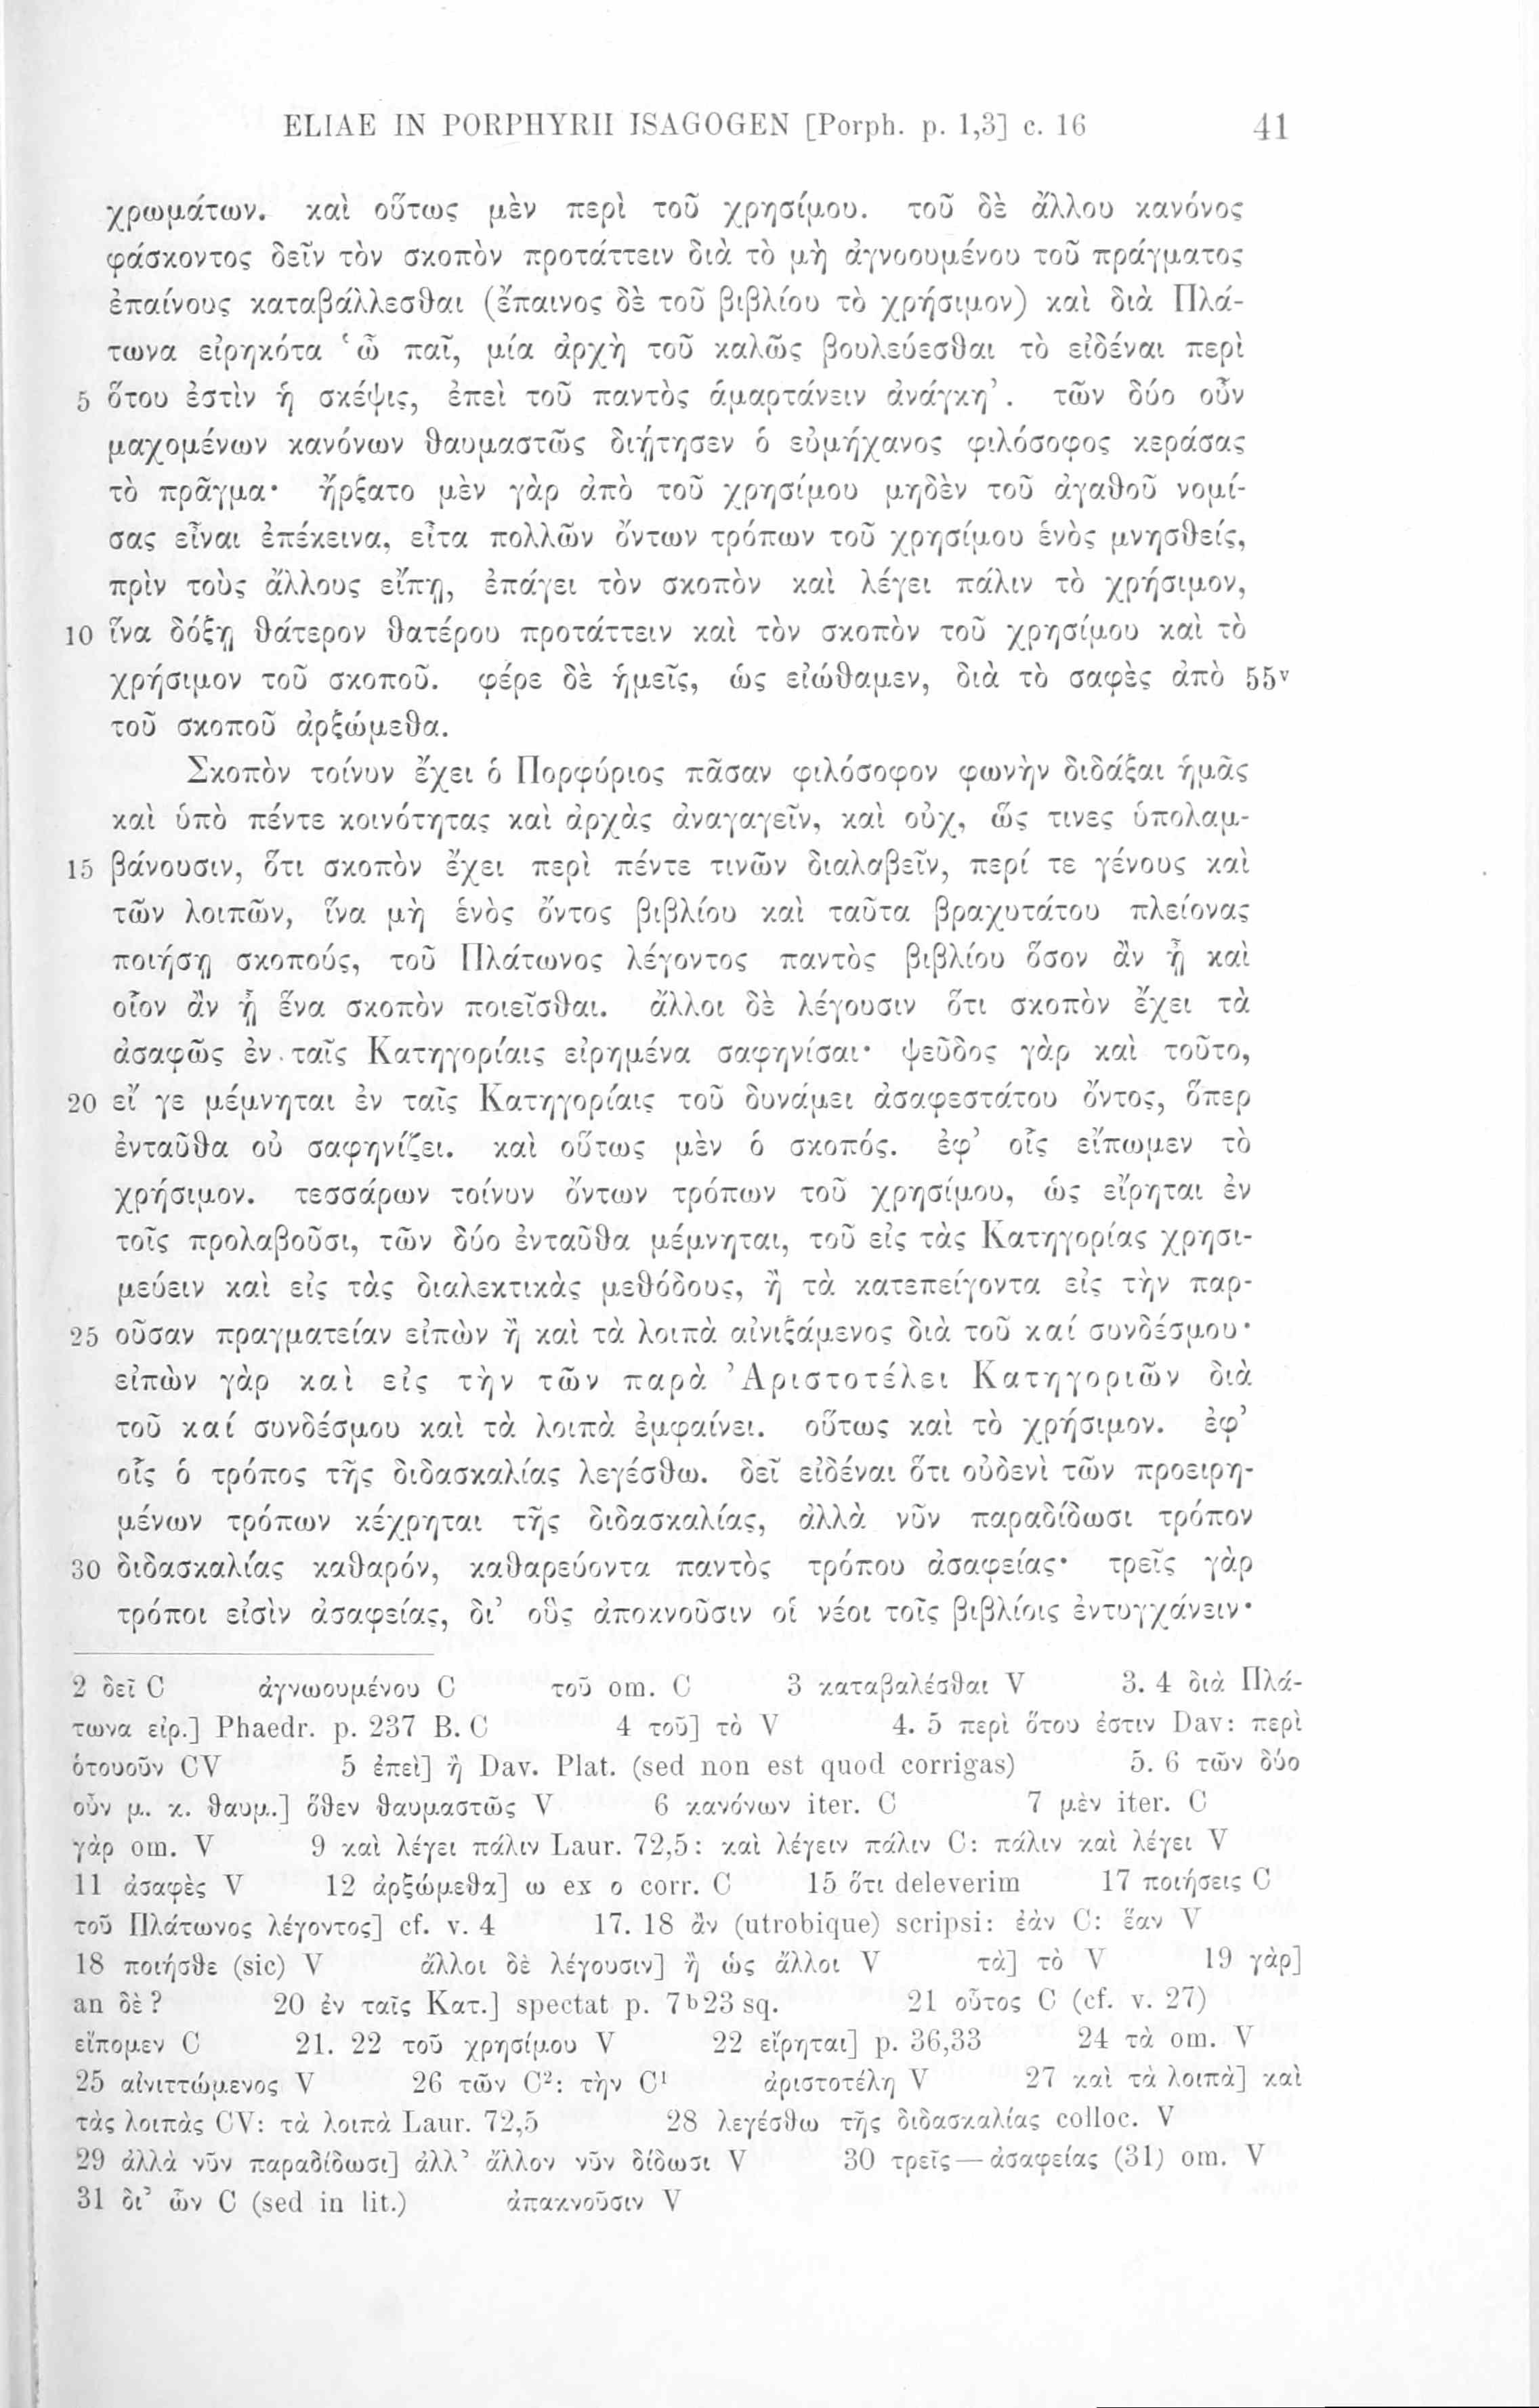 ELIAE IN PORPHYRII ISAGOGEN [Porph. p. 1,3] c. 16 41
χρωμάτων. καὶ οὕτως μὲν περὶ τοῦ χρησίμου. τοῦ δὲ ἄλλου κανόνος
φάσκοντος δεῖν τὸν σκοπὸν προτάττειν διὰ τὸ μὴ ἀγνοουμένου τοῦ πράγματος
ἐπαίνους καταβάλλεσθαι (ἔπαινος δὲ τοῦ βιβλίου τὸ χρήσιμον) καὶ διὰ Πλά-
τωνα εἰρηκότα ‘ὦ παῖ, μία ἀρχὴ τοῦ καλῶς βουλεύεσθαι τὸ εἰδέναι περὶ
5 ὅτου ἐστὶν ἡ σκέψις, ἐπεὶ τοῦ παντὸς ἁμαρτάνειν ἀνάγκη’. τῶν δύο οὖν
μαχομένων κανόνων θαυμαστῶς διῄτησεν ὁ εὐμήχανος φιλόσοφος κεράσας
τὸ πρᾶγμα· ἤρξατο μὲν γὰρ ἀπὸ τοῦ χρησίμου μηδὲν τοῦ ἀγαθοῦ νομί-
σας εἶναι ἐπέκεινα, εἶτα πολλῶν ὄντων τρόπων τοῦ χρησίμου ἑνὸς μνησθείς,
πρὶν τοὺς ἄλλους εἴπῃ, ἐπάγει τὸν σκοπὸν καὶ λέγει πάλιν τὸ χρήσιμον,
10 ἵνα δόξῃ θάτερον θατέρου προτάττειν καὶ τὸν σκοπὸν τοῦ χρησίμου καὶ τὸ
χρήσιμον τοῦ σκοποῦ. φέρε δὲ ἡμεῖς, ὡς εἰώθαμεν, διὰ τὸ σαφὲς ἀπὸ 55v
τοῦ σκοποῦ ἀρξώμεθα.
Σκοπὸν τοίνυν ἔχει ὁ Πορφύριος πᾶσαν φιλόσοφον φωνὴν διδάξαι ἡμᾶς
καὶ ὑπὸ πέντε κοινότητας καὶ ἀρχὰς ἀναγαγεῖν, καὶ οὐχ, ὥς τινες ὑπολαμ-
15 βάνουσιν, ὅτι σκοπὸν ἔχει περὶ πέντε τινῶν διαλαβεῖν, περί τε γένους καὶ
τῶν λοιπῶν, ἵνα μὴ ἑνὸς ὄντος βιβλίου καὶ ταῦτα βραχυτάτου πλείονας
ποιήσῃ σκοπούς, τοῦ Πλάτωνος λέγοντος παντὸς βιβλίου ὅσον ἂν ᾖ καὶ
οἷον ἂν ᾖ ἕνα σκοπὸν ποιεῖσθαι. ἄλλοι δὲ λέγουσιν ὅτι σκοπὸν ἔχει τὰ
ἀσαφῶς ἐν ταῖς Κατηγορίαις εἰρημένα σαφηνίσαι· ψεῦδος γὰρ καὶ τοῦτο,
20 εἴ γε μέμνηται ἐν ταῖς Κατηγορίαις τοῦ δυνάμει ἀσαφεστάτου ὄντος, ὅπερ
ἐνταῦθα οὐ σαφηνίζει. καὶ οὕτως μὲν ὁ σκοπός. ἐφ’ οἷς εἴπωμεν τὸ
χρήσιμον. τεσσάρων τοίνυν ὄντων τρόπων τοῦ χρησίμου, ὡς εἴρηται ἐν
τοῖς προλαβοῦσι, τῶν δύο ἐνταῦθα μέμνηται, τοῦ εἰς τὰς Κατηγορίας χρησι-
μεύειν καὶ εἰς τὰς διαλεκτικὰς μεθόδους, ἢ τὰ κατεπείγοντα εἰς τὴν παρ-
25 οῦσαν πραγματείαν εἰπὼν ἢ καὶ τὰ λοιπὰ αἰνιξάμενος διὰ τοῦ καί συνδέσμου·
εἰπὼν γὰρ καὶ εἰς τὴν τῶν παρὰ Ἀριστοτέλει Κατηγοριῶν διὰ
τοῦ καί συνδέσμου καὶ τὰ λοιπὰ ἐμφαίνει. οὕτως καὶ τὸ χρήσιμον. ἐφ’
οἷς ὁ τρόπος τῆς διδασκαλίας λεγέσθω. δεῖ εἰδέναι ὅτι οὐδενὶ τῶν προειρη-
μένων τρόπων κέχρηται τῆς διδασκαλίας, ἀλλὰ νῦν παραδίδωσι τρόπον
30 διδασκαλίας καθαρόν, καθαρεύοντα παντὸς τρόπου ἀσαφείας· τρεῖς γὰρ
τρόποι εἰσὶν ἀσαφείας, δι’ οὓς ἀποκνοῦσιν οἱ νέοι τοῖς βιβλίοις ἐντυγχάνειν·
2 δεῖ C ἀγνωουμένου C τοῦ om. C 3 καταβαλέσθαι V 3. 4 διὰ Πλά-
τωνα εἰρ.] Phaedr. p. 237 B. C 4 τοῦ] τὸ V 4. 5 περὶ ὅτου ἐστιν Dav: περὶ
ὁτουοῦν CV 5 ἐπεὶ] ἢ Dav. Plat. (sed non est quod corrigas) 5. 6 τῶν δύο
οὖν μ. κ. θαυμ.] ὅθεν θαυμαστῶς V 6 κανόνων iter. C 7 μὲν iter. C
γὰρ om. V 9 καὶ λέγει πάλιν Laur. 72,5: καὶ λέγειν πάλιν C: πάλιν καὶ λέγει V
11 ἀσαφὲς V 12 ἀρξώμεθα] ω ex ο corr. C 15 ὅτι deleverim 17 ποιήσεις C
τοῦ Πλάτωνος λέγοντος] cf. v. 4 17. 18 ἂν (utrobique) scripsi: ἐὰν C: ἕαν V
18 ποιήσθε (sic) V ἄλλοι δὲ λέγουσιν] ἢ ὡς ἄλλοι V τὰ] τὸ V 19 γὰρ]
an δὲ? 20 ἐν ταῖς Κατ.] spectat p. 7b23 sq. 21 οὗτος C (cf. v. 27)
εἴπομεν C 21. 22 τοῦ χρησίμου V 22 εἴρηται] p. 36,33 24 τὰ om. V
25 αἰνιττώμενος V 26 τῶν C²: τὴν C¹ ἀριστοτέλη V 27 καὶ τὰ λοιπὰ] καὶ
τὰς λοιπὰς CV: τὰ λοιπὰ Laur. 72,5 28 λεγέσθω τῆς διδασκαλίας colloc. V
29 ἀλλὰ νῦν παραδίδωσι] ἀλλ’ ἄλλον νῦν δίδωσι V 30 τρεῖς — ἀσαφείας (31) om. V
31 δι’ ὧν C (sed in lit.) ἀπακνοῦσιν V